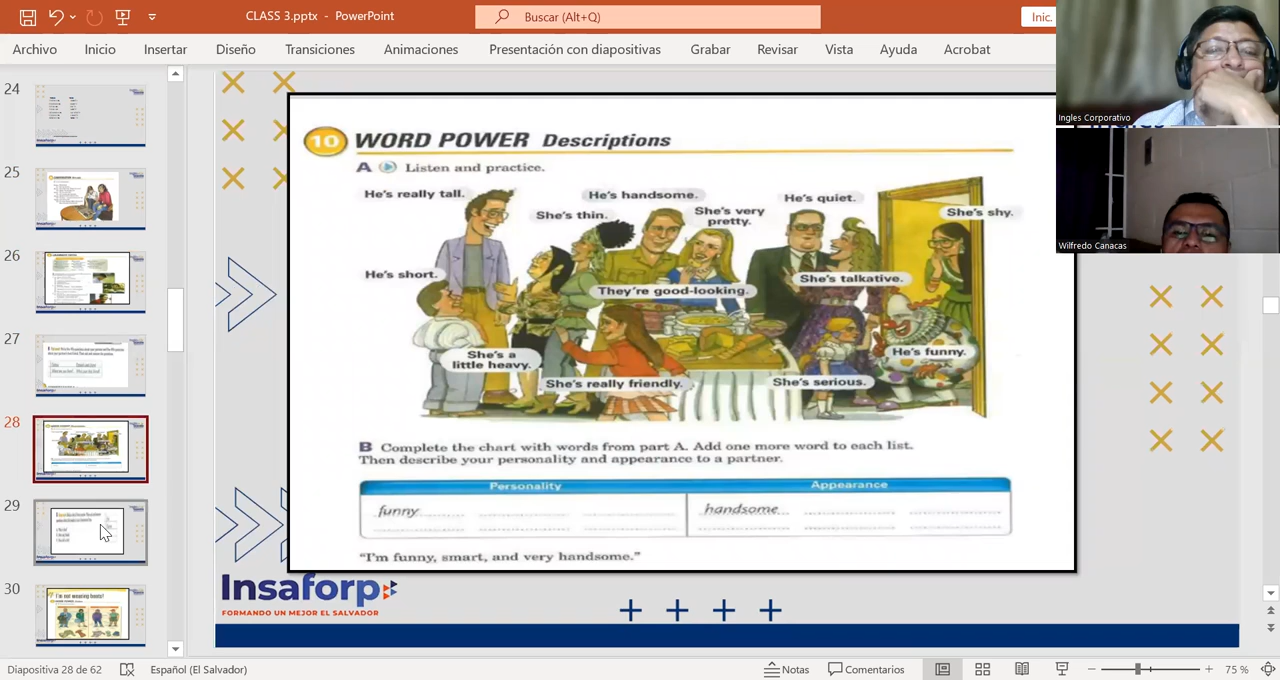 CLASS 3.pptx - PowerPoint
Buscar (Alt+Q)
Inic.
Archivo Inicio Insertar Diseño Transiciones Animaciones Presentación con diapositivas Grabar Revisar Vista Ayuda Acrobat
Ingles Corporativo
Wilfredo Canacas
24
25
26
27
28
29
30
10 WORD POWER Descriptions
A Listen and practice.
He's really tall.
He's handsome.
He's quiet.
She's thin.
She's very
pretty.
She's shy.
He's short.
They're good-looking.
She's talkative.
She's a
little heavy.
He's funny.
She's really friendly.
She's serious.
B Complete the chart with words from part A. Add one more word to each list.
Then describe your personality and appearance to a partner.
Personality Appearance
funny handsome
"I'm funny, smart, and very handsome."
Insaforp
FORMANDO UN MEJOR EL SALVADOR
Diapositiva 28 de 62 Español (El Salvador) Notas Comentarios 75 %